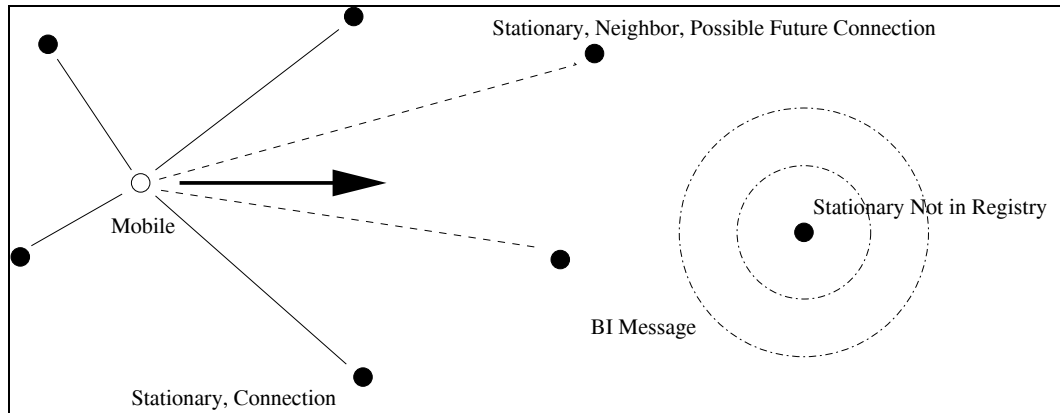 Stationary, Neighbor, Possible Future Connection
Stationary Not in Registry
Mobile
BI Message
Stationary, Connection